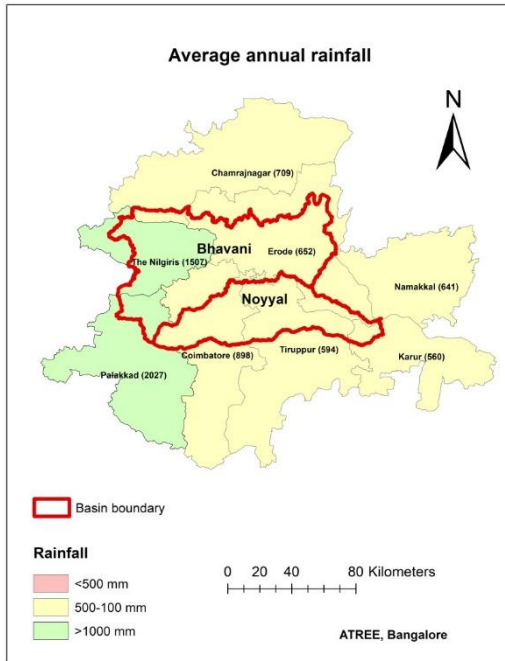 Average annual rainfall
N
Chamrajnagar (709)
Bhavani
The Nilgiris (1507)
Erode (652)
Namakkal (641)
Noyyal
Tiruppur (594)
Coimbatore (898)
Karur (560)
Palakkad (2027)
Basin boundary
Rainfall
<500 mm
500-100 mm
>1000 mm
0 20 40 60 80 Kilometers
ATREE, Bangalore